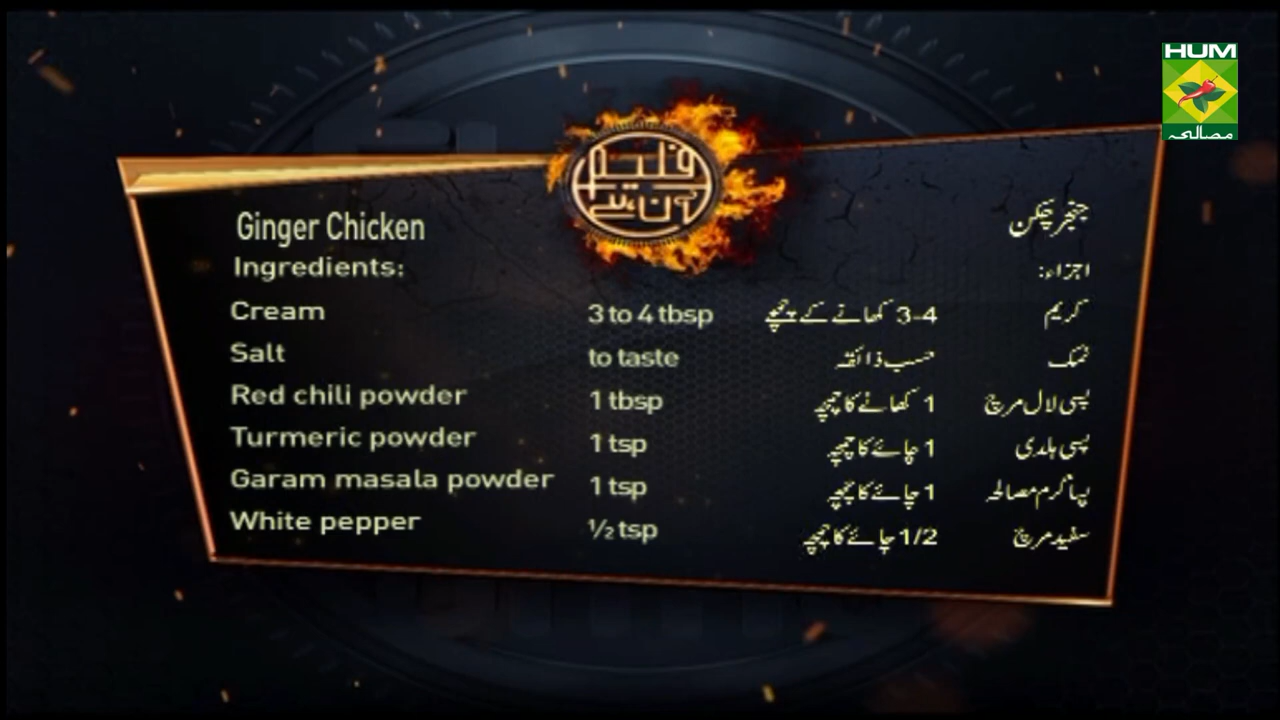 HUM
مصالحہ
فلیم آن ہے
Ginger Chicken جنجر چکن
Ingredients: اجزاء:
Cream 3 to 4 tbsp 3-4 کھانے کے چمچے کریم
Salt to taste حسب ذائقہ نمک
Red chili powder 1 tbsp 1 کھانے کا چمچہ پسی لال مرچ
Turmeric powder 1 tsp 1 چائے کا چمچہ پسی ہلدی
Garam masala powder 1 tsp 1 چائے کا چمچہ پسا گرم مصالحہ
White pepper ½ tsp 1/2 چائے کا چمچہ سفید مرچ